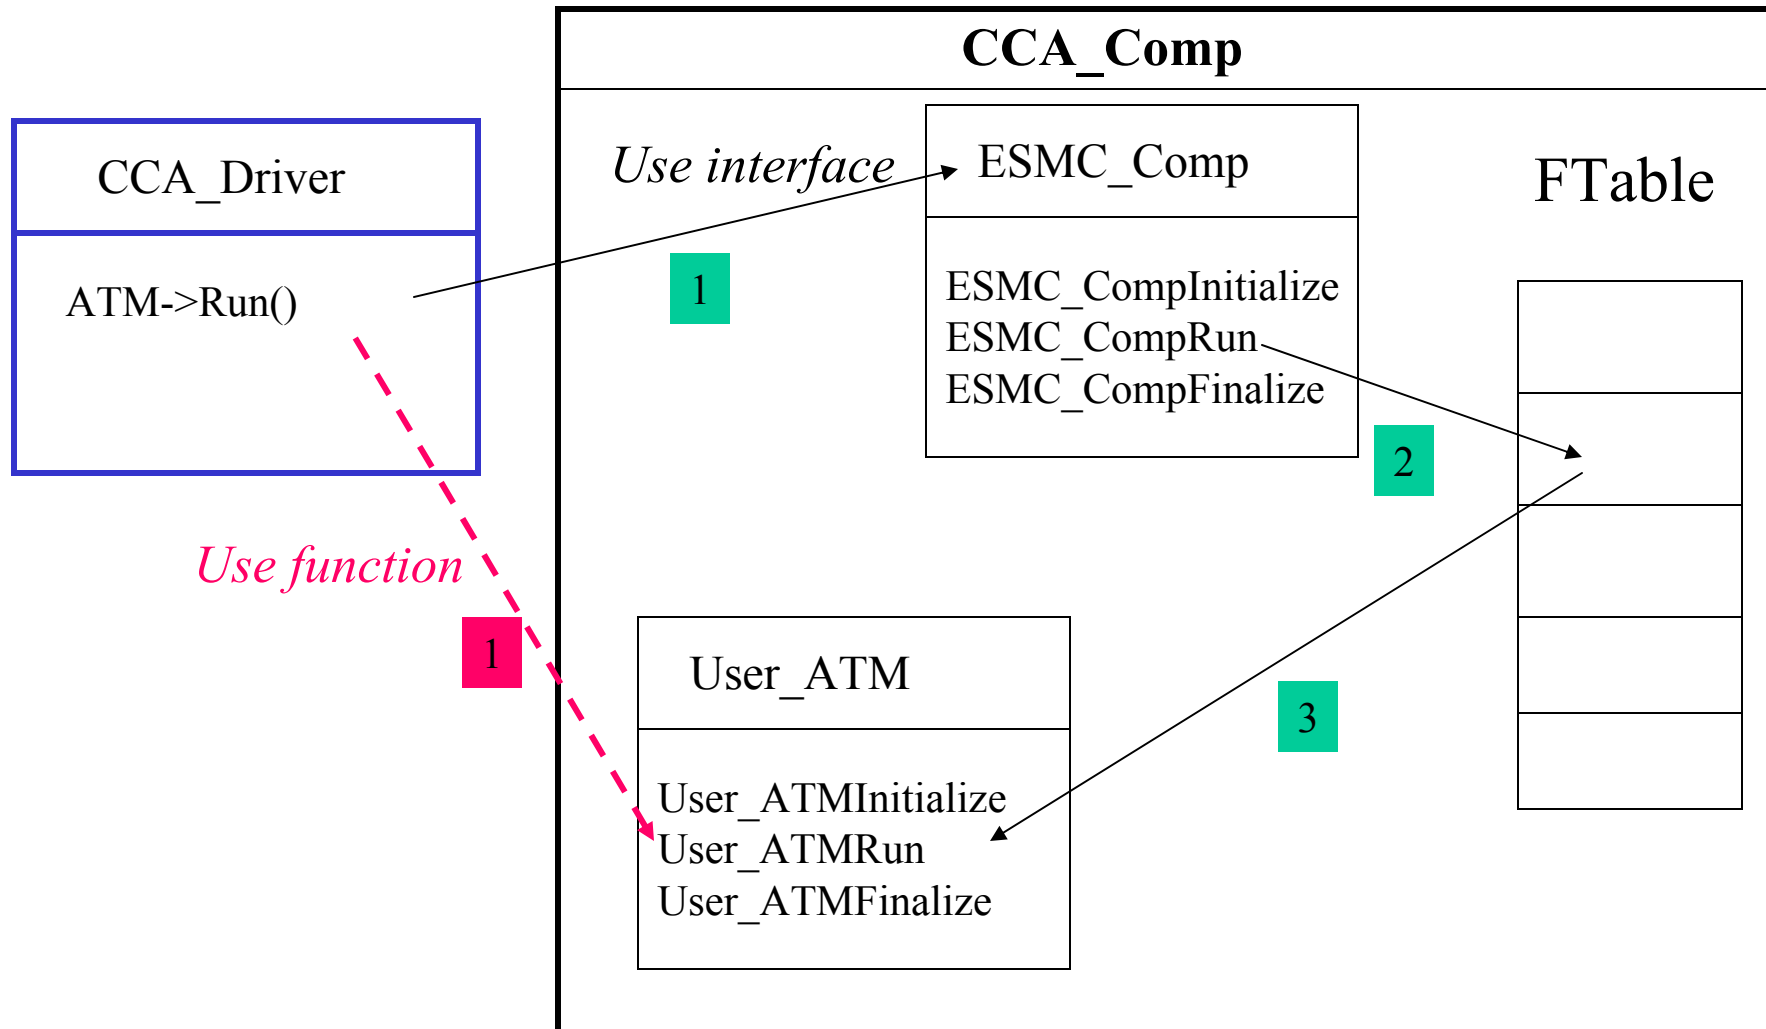 CCA_Comp
CCA_Driver
ATM->Run()
Use interface
1
ESMC_Comp
ESMC_CompInitialize
ESMC_CompRun
ESMC_CompFinalize
FTable
2
Use function
1
User_ATM
User_ATMInitialize
User_ATMRun
User_ATMFinalize
3